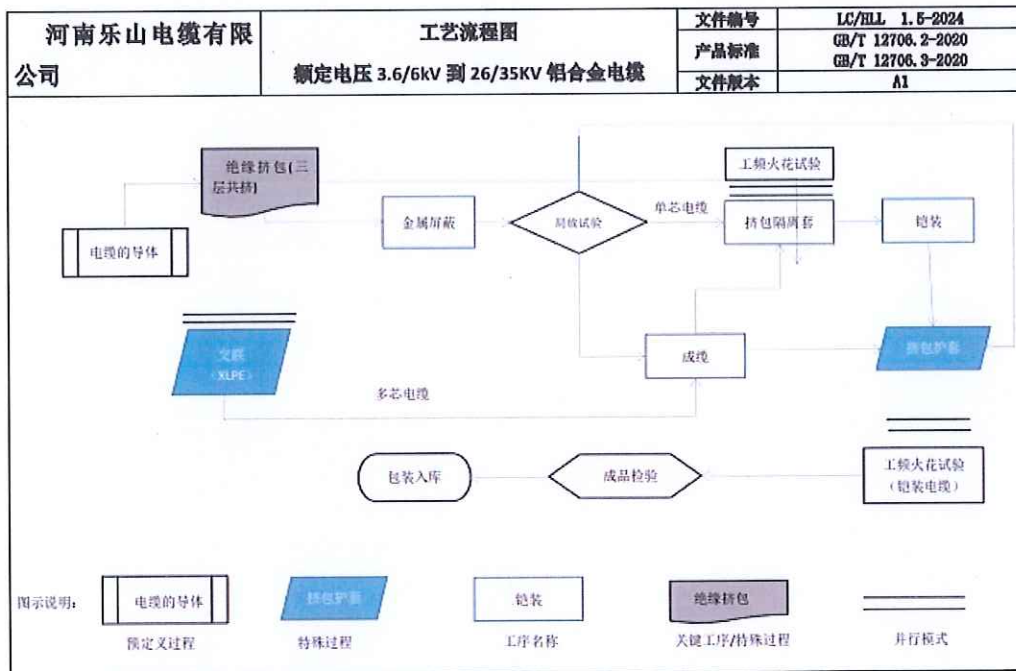 河南乐山电缆有限
公司
工艺流程图
额定电压 3.6/6kV 到 26/35KV 铝合金电缆
文件编号
LC/HLL 1.5-2024
产品标准
GB/T 12706.2-2020
GB/T 12706.3-2020
文件版本
A1
绝缘挤包(三
层共挤)
工频火花试验
金属屏蔽
局放试验
单芯电缆
挤包隔离套
铠装
电缆的导体
交联
(XLPE)
成缆
挤包护套
多芯电缆
包装入库
成品检验
工频火花试验
(铠装电缆)
图示说明:
电缆的导体
挤包护套
铠装
绝缘挤包
预定义过程
特殊过程
工序名称
关键工序/特殊过程
并行模式